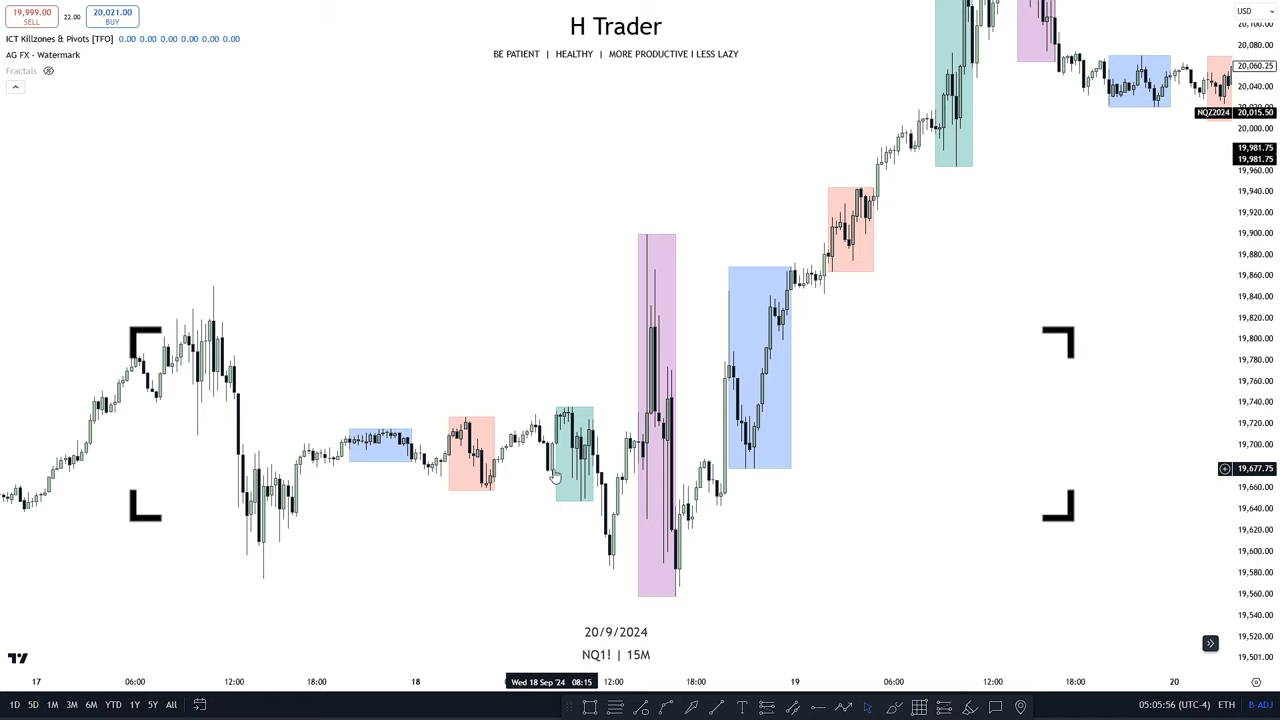 19,999.00
SELL
22.00
20,021.00
BUY
ICT Killzones & Pivots [TFO] 0.00 0.00 0.00 0.00 0.00 0.00
AG FX - Watermark
Fractals
H Trader
BE PATIENT | HEALTHY | MORE PRODUCTIVE I LESS LAZY
USD
20,100.00
20,080.00
20,060.25
20,040.00
20,020.00
NQZ2024 20,015.50
20,000.00
19,981.75
19,981.75
19,960.00
19,940.00
19,920.00
19,900.00
19,880.00
19,860.00
19,840.00
19,820.00
19,800.00
19,780.00
19,760.00
19,740.00
19,720.00
19,700.00
19,677.75
19,660.00
19,640.00
19,620.00
19,600.00
19,580.00
19,560.00
19,540.00
19,520.00
19,501.00
20/9/2024
NQ1! | 15M
17 06:00 12:00 18:00 18 Wed 18 Sep '24 08:15 12:00 18:00 19 06:00 12:00 18:00 20
1D 5D 1M 3M 6M YTD 1Y 5Y All
05:05:56 (UTC-4) ETH B-ADJ